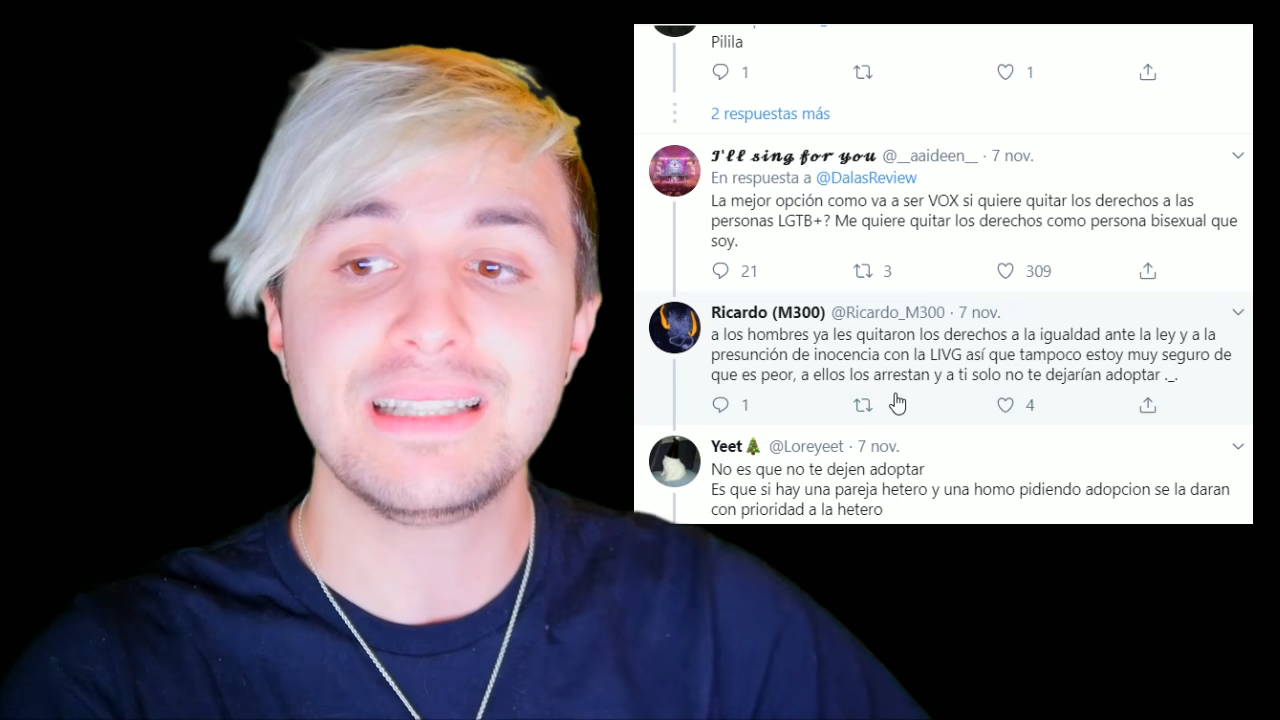 Pilila
1 1
2 respuestas más
I'll sing for you @__aaideen__ · 7 nov.
En respuesta a @DalasReview
La mejor opción como va a ser VOX si quiere quitar los derechos a las
personas LGTB+? Me quiere quitar los derechos como persona bisexual que
soy.
21 3 309
Ricardo (M300) @Ricardo_M300 · 7 nov.
a los hombres ya les quitaron los derechos a la igualdad ante la ley y a la
presunción de inocencia con la LIVG así que tampoco estoy muy seguro de
que es peor, a ellos los arrestan y a ti solo no te dejarían adoptar ._.
1 4
Yeet🎄 @Loreyeet · 7 nov.
No es que no te dejen adoptar
Es que si hay una pareja hetero y una homo pidiendo adopcion se la daran
con prioridad a la hetero